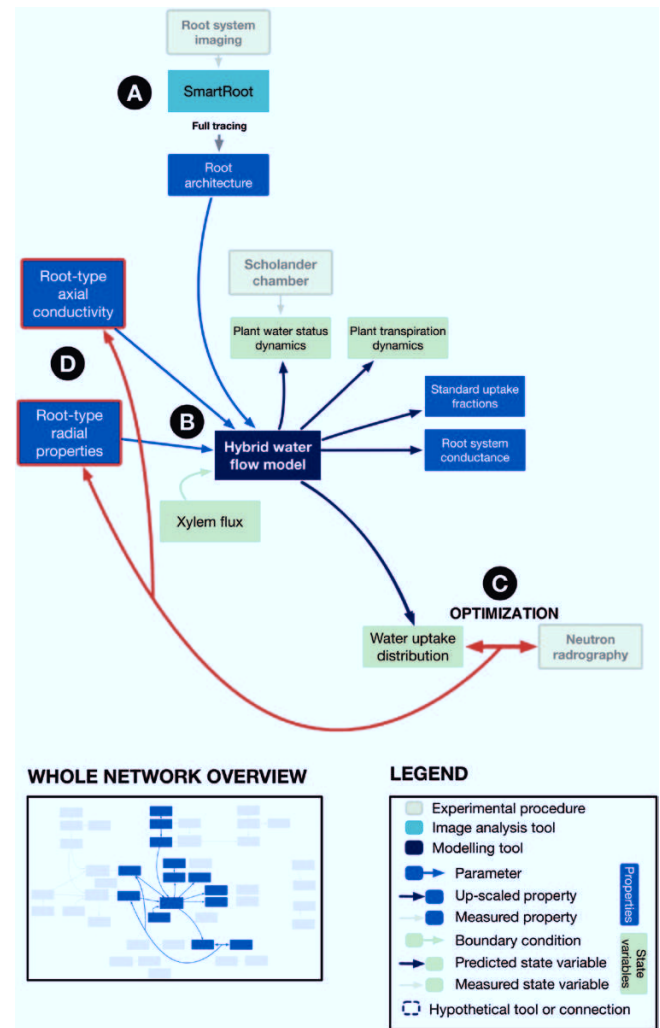 Root system
imaging
A
SmartRoot
Full tracing
Root
architecture
Root-type
axial
conductivity
Scholander
chamber
Plant water status
dynamics
Plant transpiration
dynamics
D
Standard uptake
fractions
Root-type
radial
properties
B
Hybrid water
flow model
Root system
conductance
Xylem flux
C
OPTIMIZATION
Water uptake
distribution
Neutron
radrography
WHOLE NETWORK OVERVIEW
LEGEND
Experimental procedure
Image analysis tool
Modelling tool
Parameter
Up-scaled property
Measured property
Properties
Boundary condition
Predicted state variable
Measured state variable
State
variables
Hypothetical tool or connection